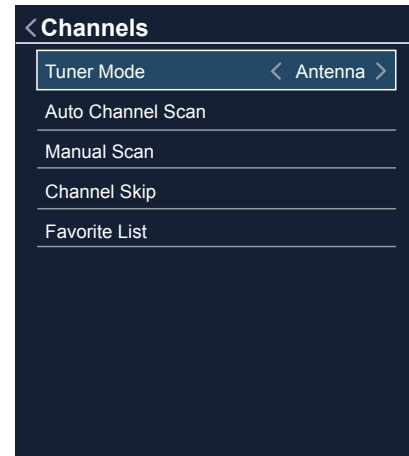 Channels
Tuner Mode < Antenna >
Auto Channel Scan
Manual Scan
Channel Skip
Favorite List